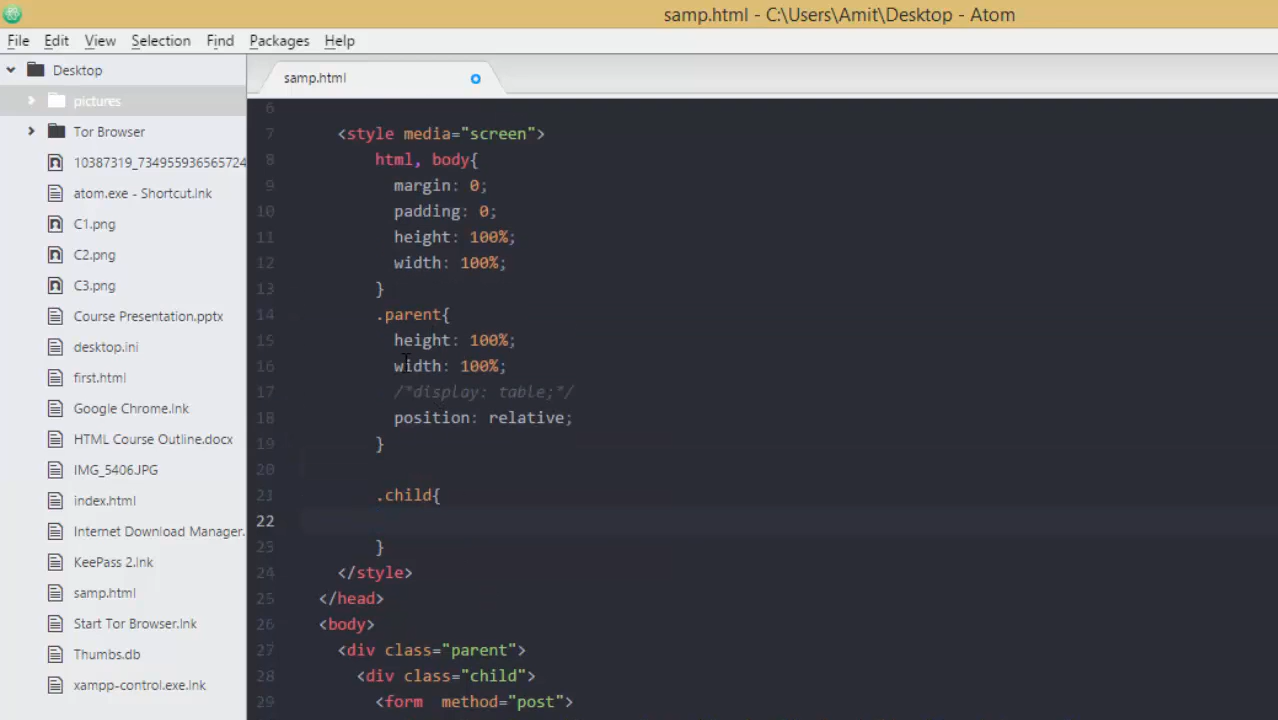 samp.html - C:\Users\Amit\Desktop - Atom
File Edit View Selection Find Packages Help
Desktop
pictures
Tor Browser
10387319_734955936565724
atom.exe - Shortcut.lnk
C1.png
C2.png
C3.png
Course Presentation.pptx
desktop.ini
first.html
Google Chrome.lnk
HTML Course Outline.docx
IMG_5406.JPG
index.html
Internet Download Manager.
KeePass 2.lnk
samp.html
Start Tor Browser.lnk
Thumbs.db
xampp-control.exe.lnk
samp.html
6
7 <style media="screen">
8 html, body{
9 margin: 0;
10 padding: 0;
11 height: 100%;
12 width: 100%;
13 }
14 .parent{
15 height: 100%;
16 width: 100%;
17 /*display: table;*/
18 position: relative;
19 }
20
21 .child{
22
23 }
24 </style>
25 </head>
26 <body>
27 <div class="parent">
28 <div class="child">
29 <form  method="post">